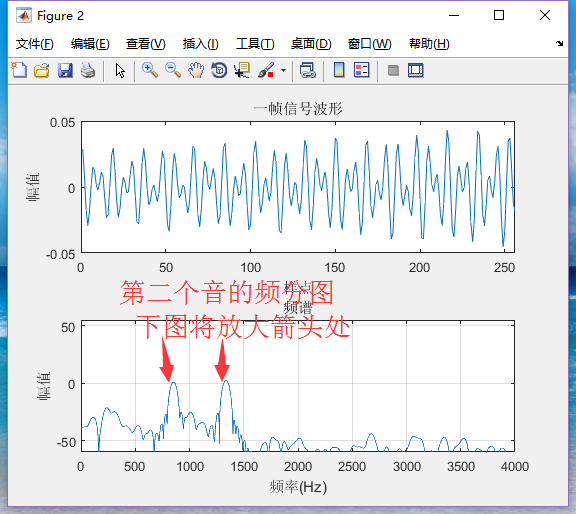 Figure 2
文件(F) 编辑(E) 查看(V) 插入(I) 工具(T) 桌面(D) 窗口(W) 帮助(H)
一帧信号波形
0.05
幅值
0
-0.05
0 50 100 150 200 250
样点
第二个音的频分图
频谱
下图将放大箭头处
50
幅值
0
-50
0 500 1000 1500 2000 2500 3000 3500 4000
频率(Hz)